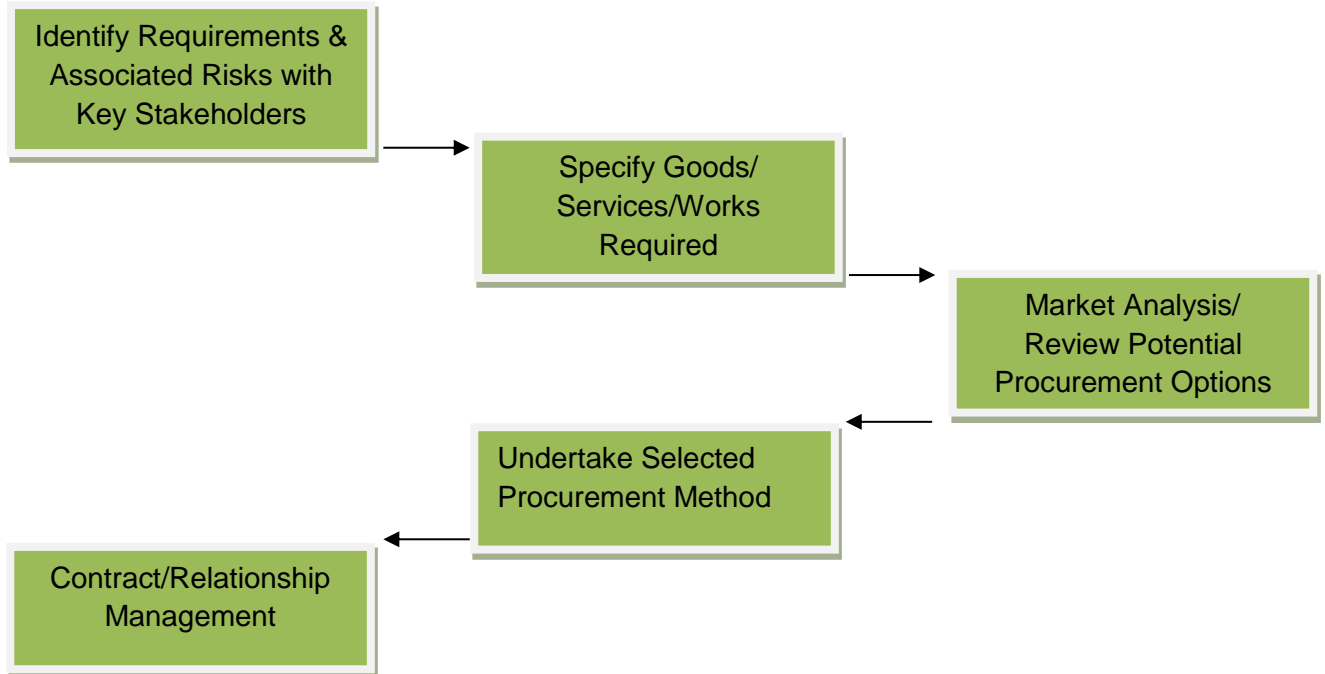 Identify Requirements &
Associated Risks with
Key Stakeholders
Specify Goods/
Services/Works
Required
Market Analysis/
Review Potential
Procurement Options
Undertake Selected
Procurement Method
Contract/Relationship
Management